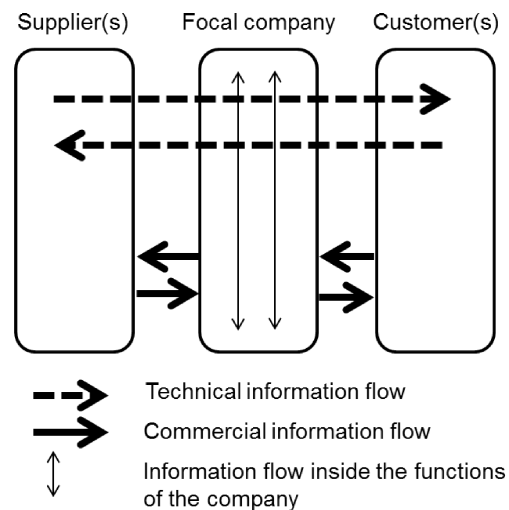 Supplier(s) Focal company Customer(s)
Technical information flow
Commercial information flow
Information flow inside the functions
of the company